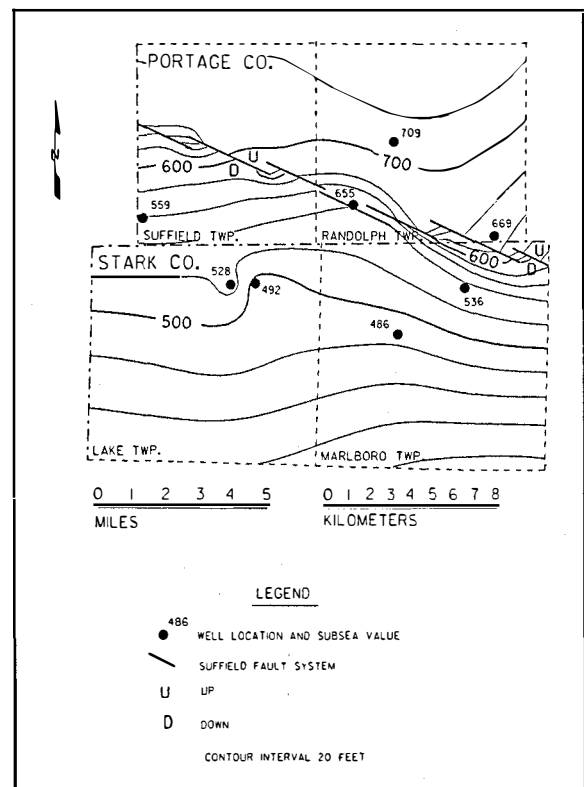 PORTAGE CO.
N
709
700
U
D
600
655
559
669
SUFFIELD TWP.
RANDOLPH TWP.
600
U
D
STARK CO.
528
492
536
500
486
LAKE TWP.
MARLBORO TWP.
0 1 2 3 4 5
MILES
0 1 2 3 4 5 6 7 8
KILOMETERS
LEGEND
486 WELL LOCATION AND SUBSEA VALUE
SUFFIELD FAULT SYSTEM
U UP
D DOWN
CONTOUR INTERVAL 20 FEET